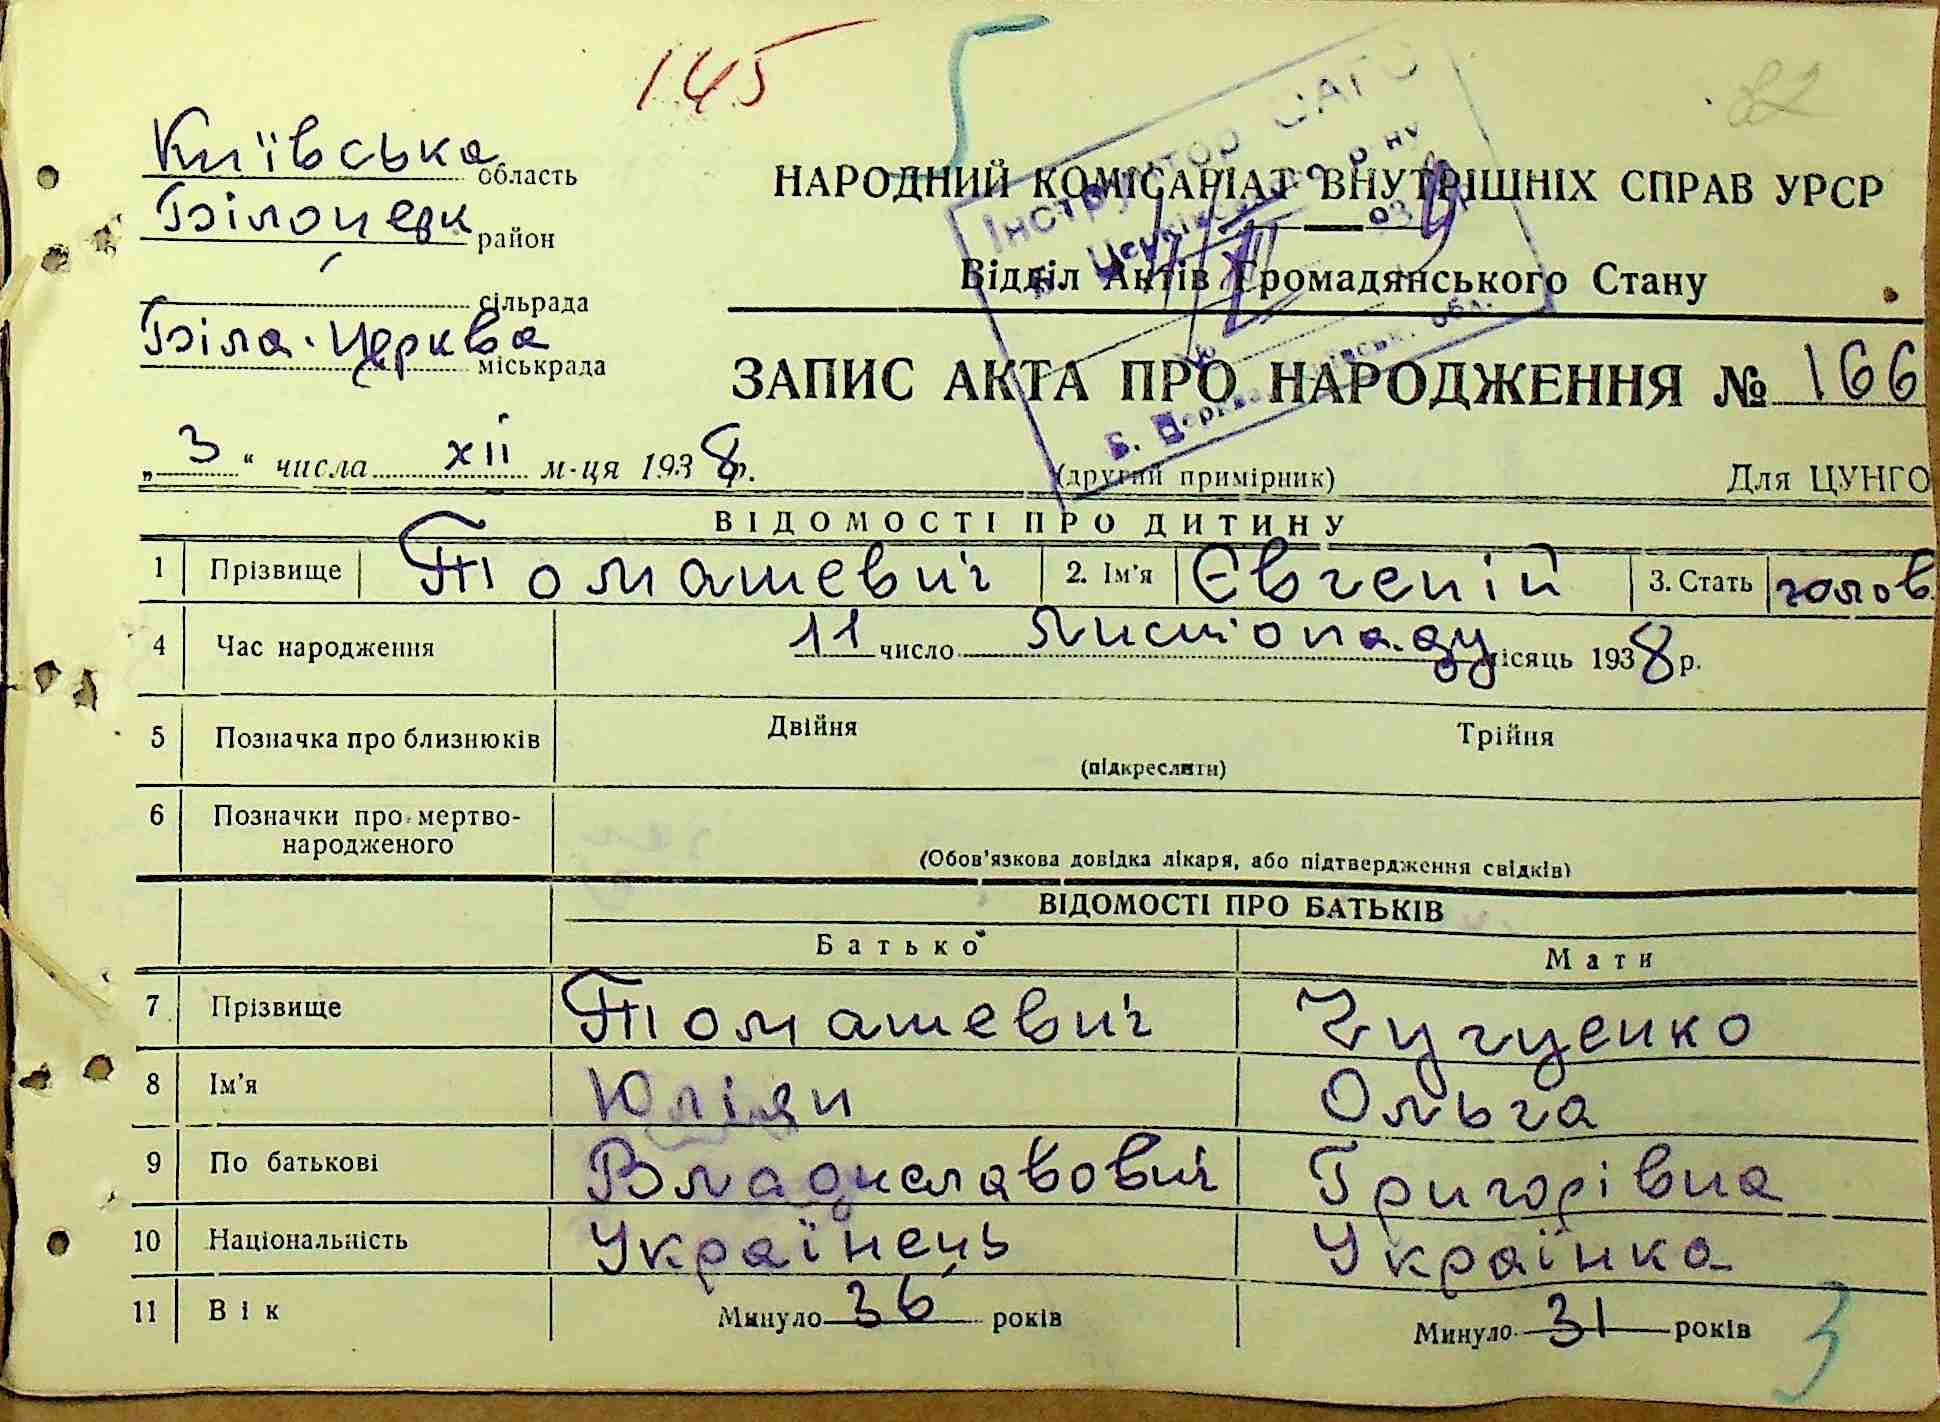 145
82
Київська область
Білоцерк район
сільрада
Біла-Церква міськрада
НАРОДНИЙ КОМІСАРІАТ ВНУТРІШНІХ СПРАВ УРСР
Відділ Актів Громадянського Стану
Інструктор
ЗАПИС АКТА ПРО НАРОДЖЕННЯ № 166
„ 3 “ числа XII м-ця 1938 р.
(другий примірник) Для ЦУНГО
ВІДОМОСТІ ПРО ДИТИНУ
1 Прізвище Томашевич 2. Ім'я Євгеній 3. Стать чолов.
4 Час народження 11 число Листопаду місяць 1938 р.
5 Позначка про близнюків Двійня Трійня
(підкреслити)
6 Позначки про мертво-
народженого
(Обов'язкова довідка лікаря, або підтвердження свідків)
ВІДОМОСТІ ПРО БАТЬКІВ
Батько Мати
7 Прізвище Томашевич
8 Ім'я Юліян Ольга
9 По батькові Владиславович Григорівна
10 Національність Українець Українка
11 Вік Минуло 36 років Минуло 31 років